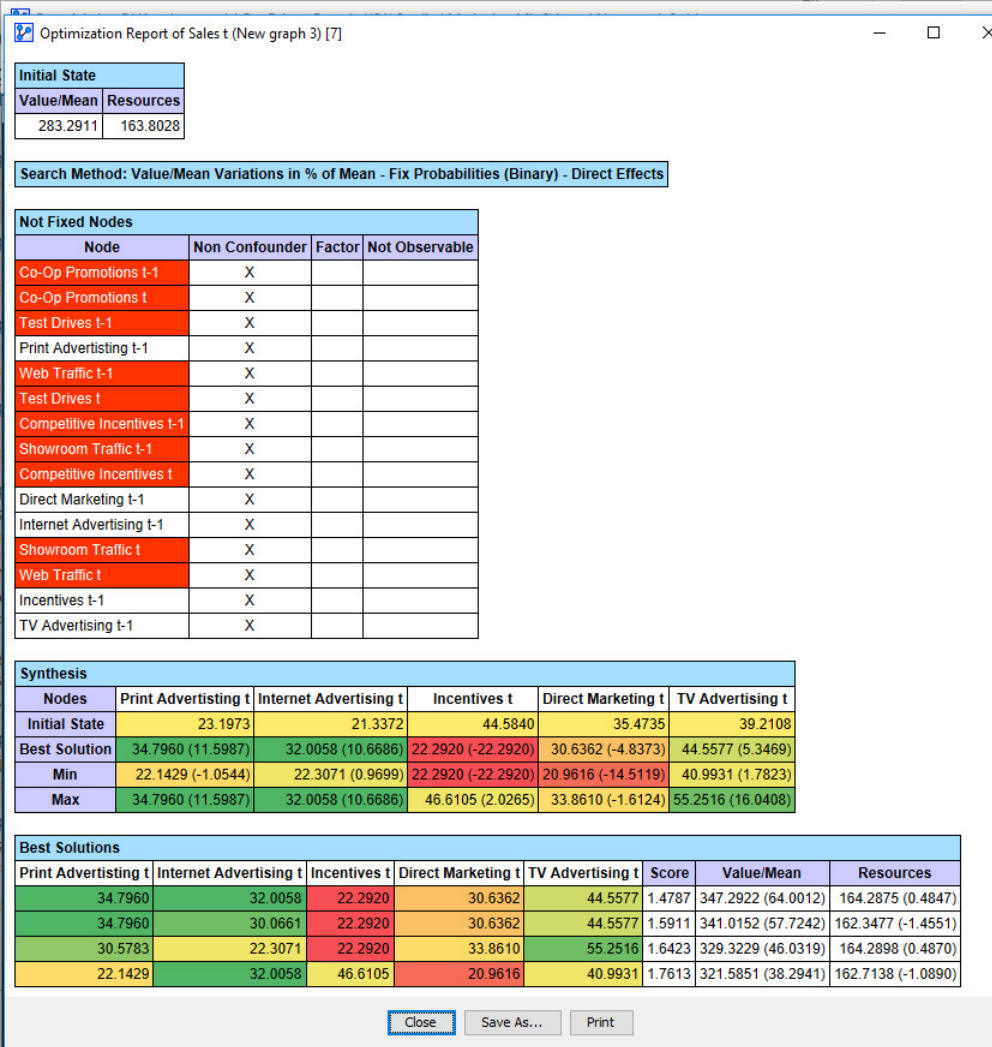 Optimization Report of Sales t (New graph 3) [7]
Initial State
Value/Mean Resources
283.2911 163.8028
Search Method: Value/Mean Variations in % of Mean - Fix Probabilities (Binary) - Direct Effects
Not Fixed Nodes
Node Non Confounder Factor Not Observable
Co-Op Promotions t-1 X
Co-Op Promotions t X
Test Drives t-1 X
Print Advertisting t-1 X
Web Traffic t-1 X
Test Drives t X
Competitive Incentives t-1 X
Showroom Traffic t-1 X
Competitive Incentives t X
Direct Marketing t-1 X
Internet Advertising t-1 X
Showroom Traffic t X
Web Traffic t X
Incentives t-1 X
TV Advertising t-1 X
Synthesis
Nodes Print Advertisting t Internet Advertising t Incentives t Direct Marketing t TV Advertising t
Initial State 23.1973 21.3372 44.5840 35.4735 39.2108
Best Solution 34.7960 (11.5987) 32.0058 (10.6686) 22.2920 (-22.2920) 30.6362 (-4.8373) 44.5577 (5.3469)
Min 22.1429 (-1.0544) 22.3071 (0.9699) 22.2920 (-22.2920) 20.9616 (-14.5119) 40.9931 (1.7823)
Max 34.7960 (11.5987) 32.0058 (10.6686) 46.6105 (2.0265) 33.8610 (-1.6124) 55.2516 (16.0408)
Best Solutions
Print Advertisting t Internet Advertising t Incentives t Direct Marketing t TV Advertising t Score Value/Mean Resources
34.7960 32.0058 22.2920 30.6362 44.5577 1.4787 347.2922 (64.0012) 164.2875 (0.4847)
34.7960 30.0661 22.2920 30.6362 44.5577 1.5911 341.0152 (57.7242) 162.3477 (-1.4551)
30.5783 22.3071 22.2920 33.8610 55.2516 1.6423 329.3229 (46.0319) 164.2898 (0.4870)
22.1429 32.0058 46.6105 20.9616 40.9931 1.7613 321.5851 (38.2941) 162.7138 (-1.0890)
Close Save As... Print